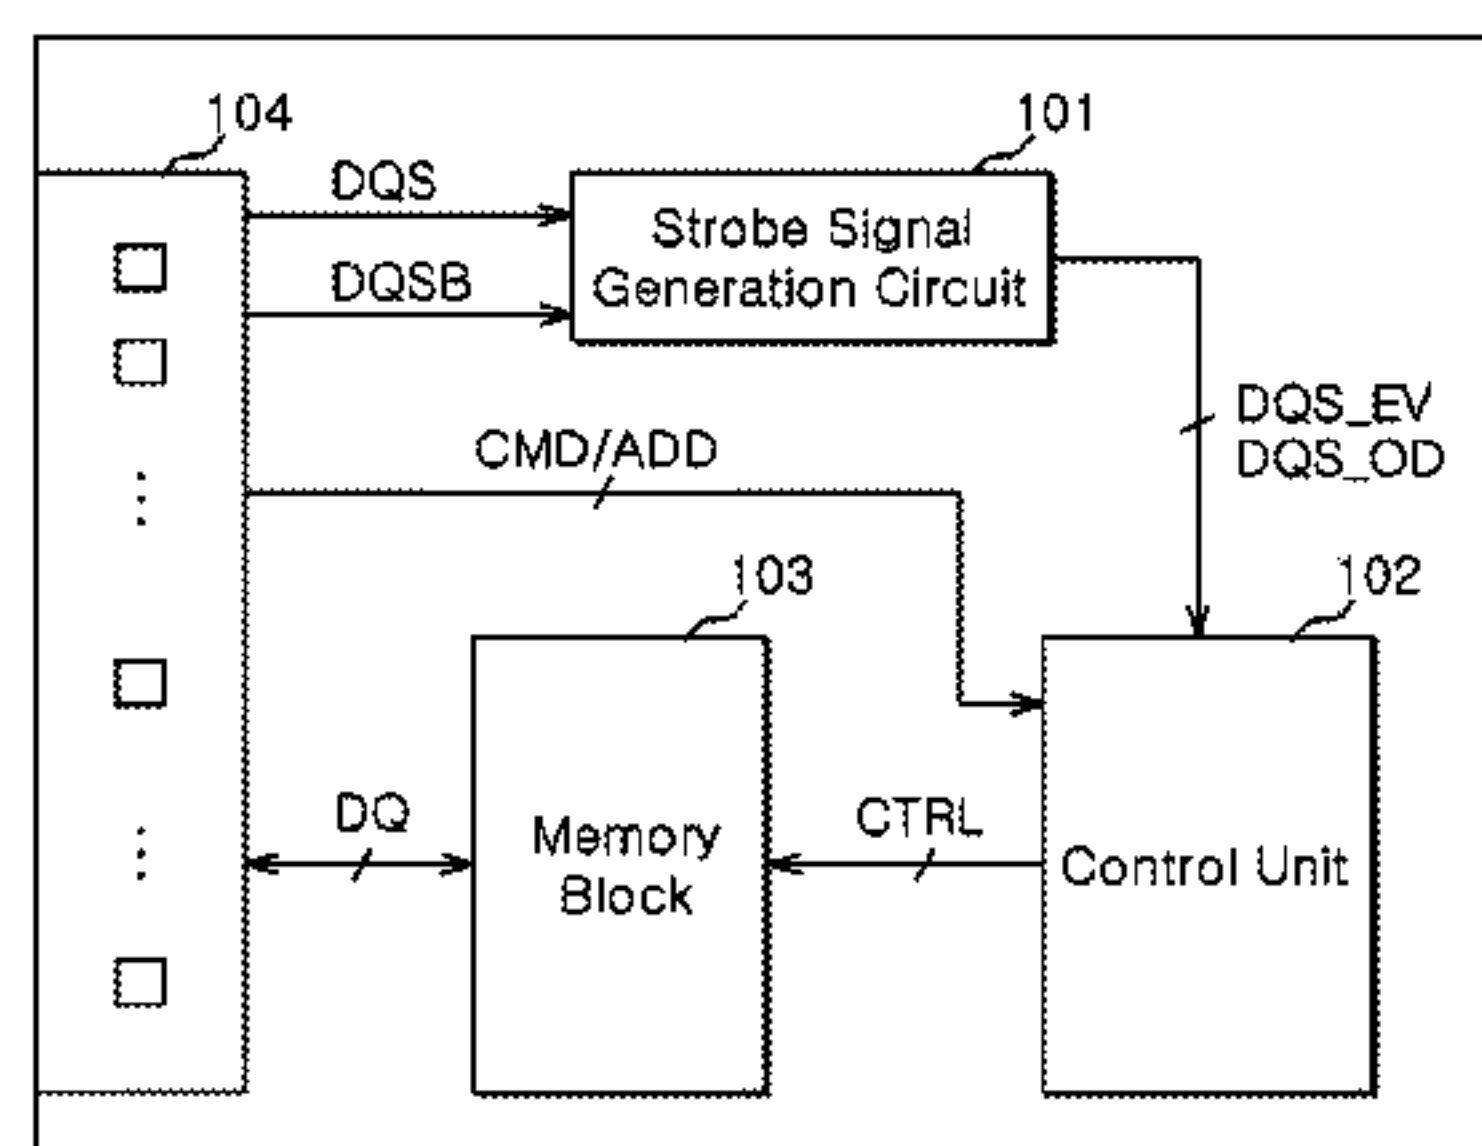 104
101
DQS
Strobe Signal
Generation Circuit
DQSB
DQS_EV
DQS_OD
CMD/ADD
103
102
DQ
Memory
Block
CTRL
Control Unit